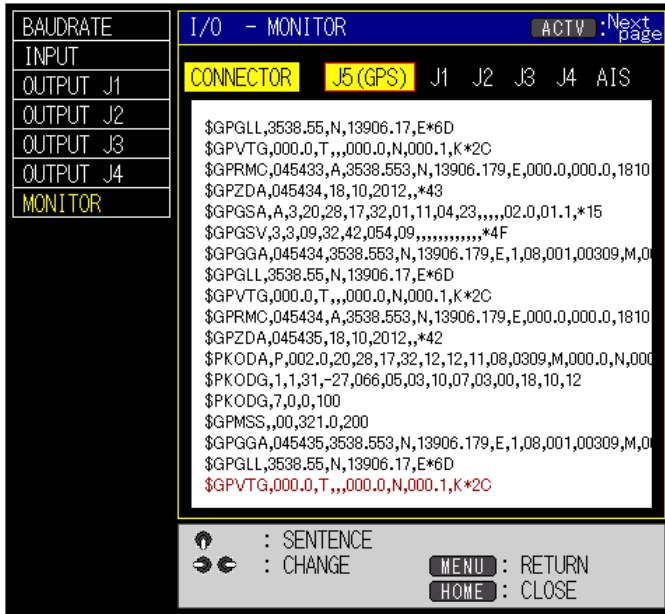 BAUDRATE
INPUT
OUTPUT J1
OUTPUT J2
OUTPUT J3
OUTPUT J4
MONITOR
I/O - MONITOR ACTV :Next page
CONNECTOR J5(GPS) J1 J2 J3 J4 AIS
$GPGLL,3538.55,N,13906.17,E*6D
$GPVTG,000.0,T,,,000.0,N,000.1,K*2C
$GPRMC,045433,A,3538.553,N,13906.179,E,000.0,000.0,1810
$GPZDA,045434,18,10,2012,,*43
$GPGSA,A,3,20,28,17,32,01,11,04,23,,,,,02.0,01.1,*15
$GPGSV,3,3,09,32,42,054,09,,,,,,,,,,,,*4F
$GPGGA,045434,3538.553,N,13906.179,E,1,08,001,00309,M,0
$GPGLL,3538.55,N,13906.17,E*6D
$GPVTG,000.0,T,,,000.0,N,000.1,K*2C
$GPRMC,045434,A,3538.553,N,13906.179,E,000.0,000.0,1810
$GPZDA,045435,18,10,2012,,*42
$PKODA,P,002.0,20,28,17,32,12,12,11,08,0309,M,000.0,N,000
$PKODG,1,1,31,-27,066,05,03,10,07,03,00,18,10,12
$PKODG,7,0,0,100
$GPMSS,,00,321.0,200
$GPGGA,045435,3538.553,N,13906.179,E,1,08,001,00309,M,0
$GPGLL,3538.55,N,13906.17,E*6D
$GPVTG,000.0,T,,,000.0,N,000.1,K*2C
: SENTENCE
: CHANGE MENU : RETURN
HOME : CLOSE